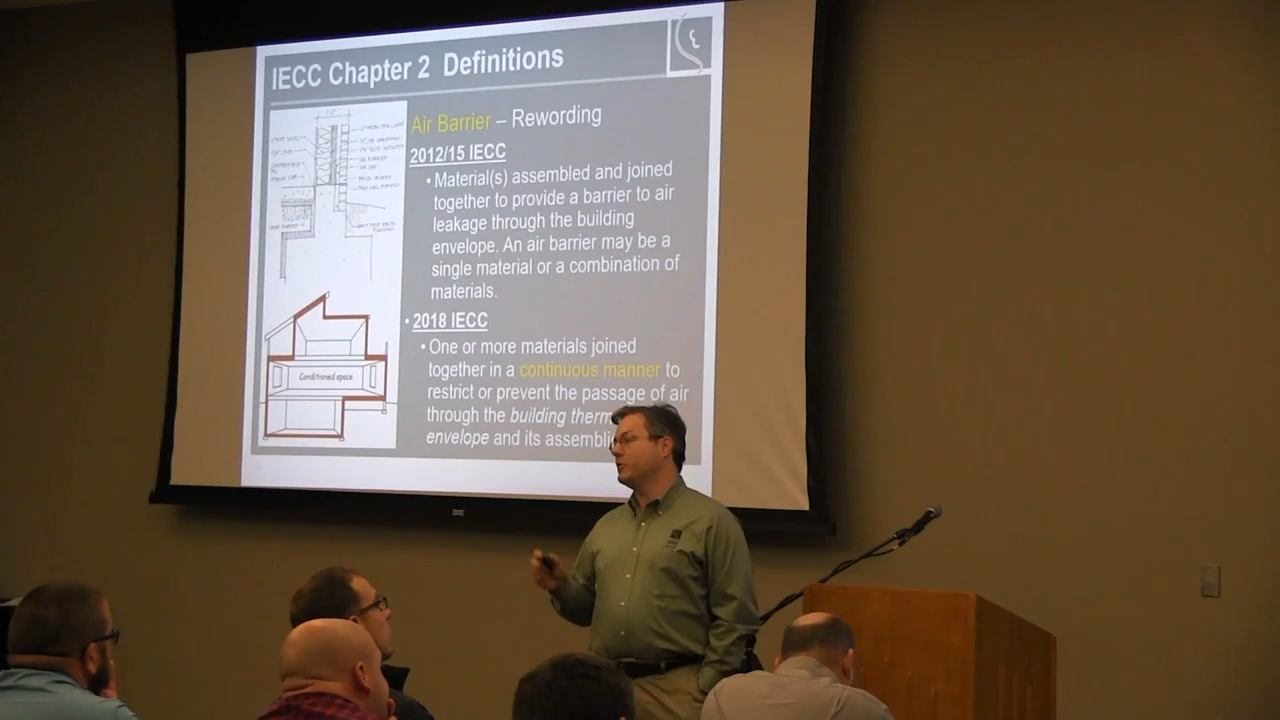 IECC Chapter 2 Definitions
Air Barrier – Rewording
2012/15 IECC
• Material(s) assembled and joined
together to provide a barrier to air
leakage through the building
envelope. An air barrier may be a
single material or a combination of
materials.
• 2018 IECC
• One or more materials joined
together in a continuous manner to
restrict or prevent the passage of air
through the building therm
envelope and its assembli
Conditioned space